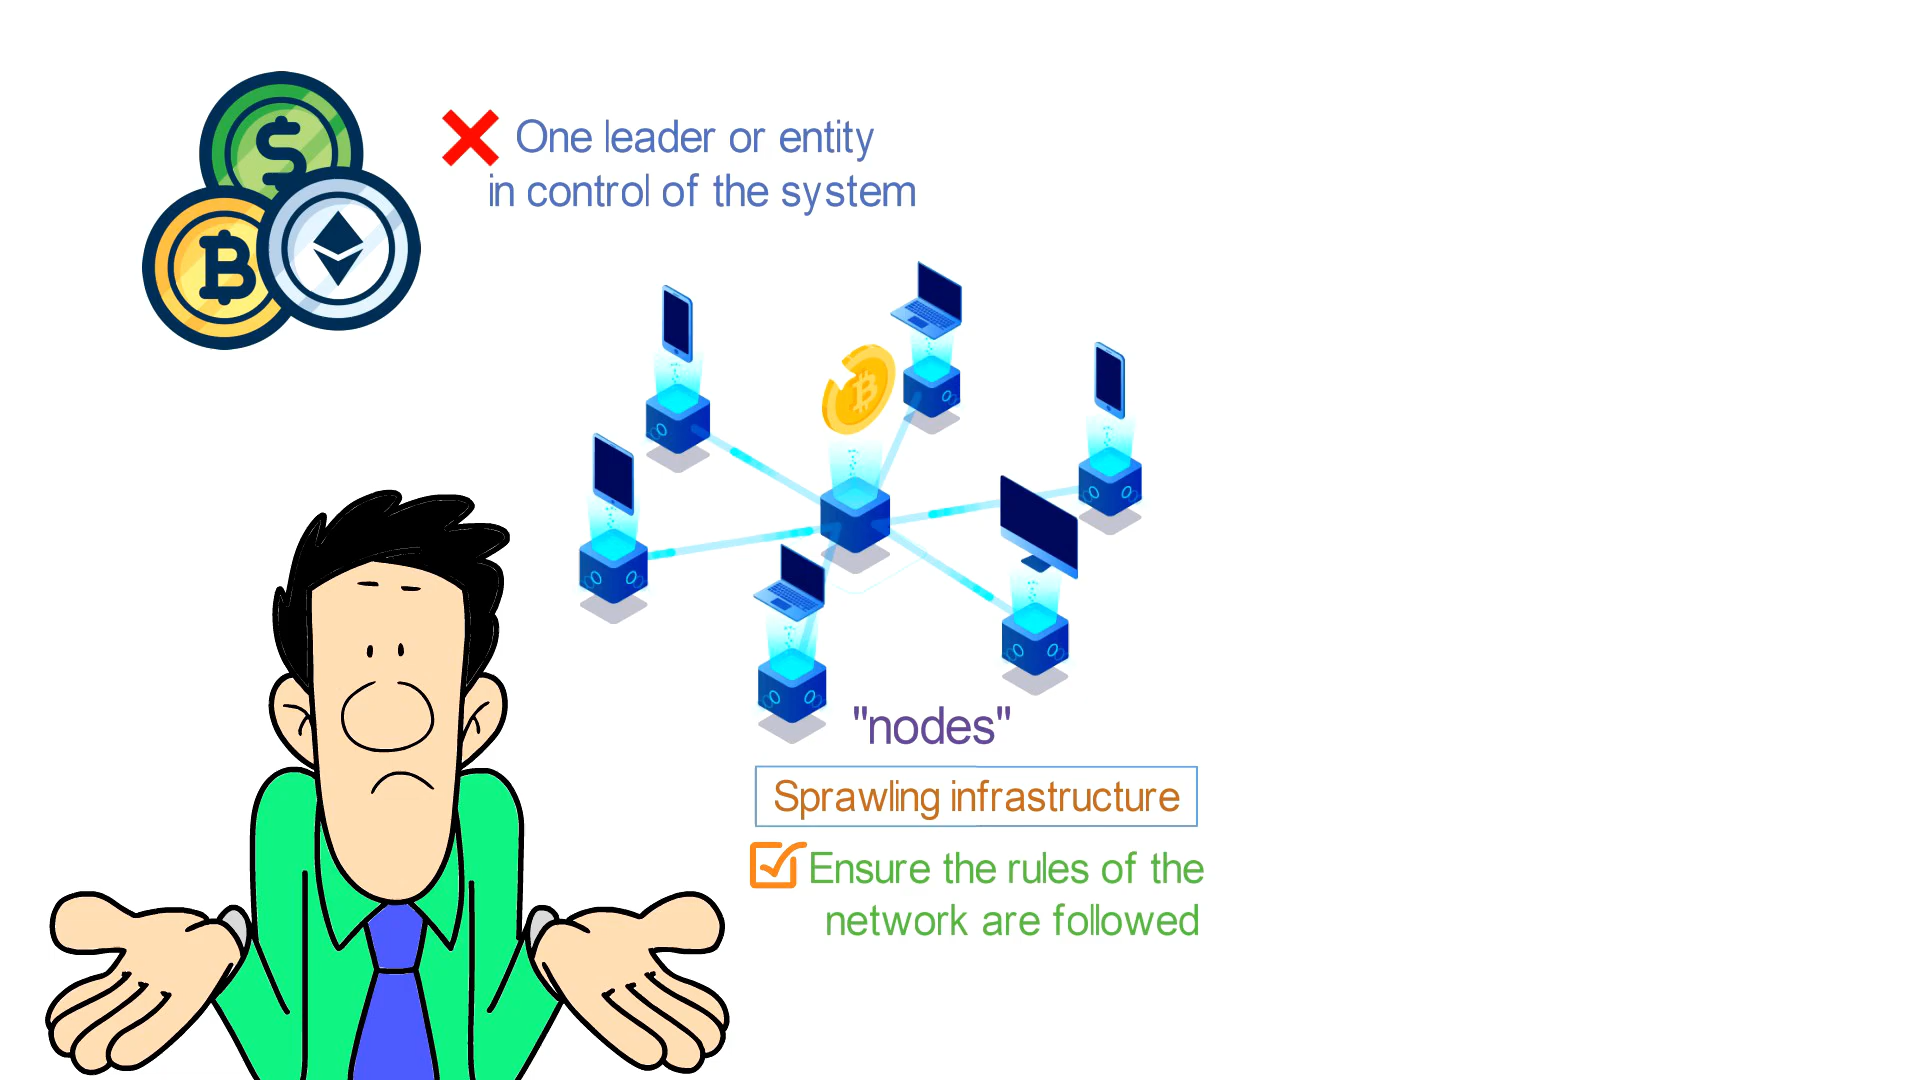 One leader or entity
in control of the system
"nodes"
Sprawling infrastructure
Ensure the rules of the
network are followed